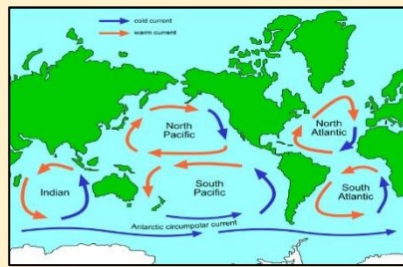 cold current
warm current
North
Pacific
North
Atlantic
Indian
South
Pacific
South
Atlantic
Antarctic circumpolar current